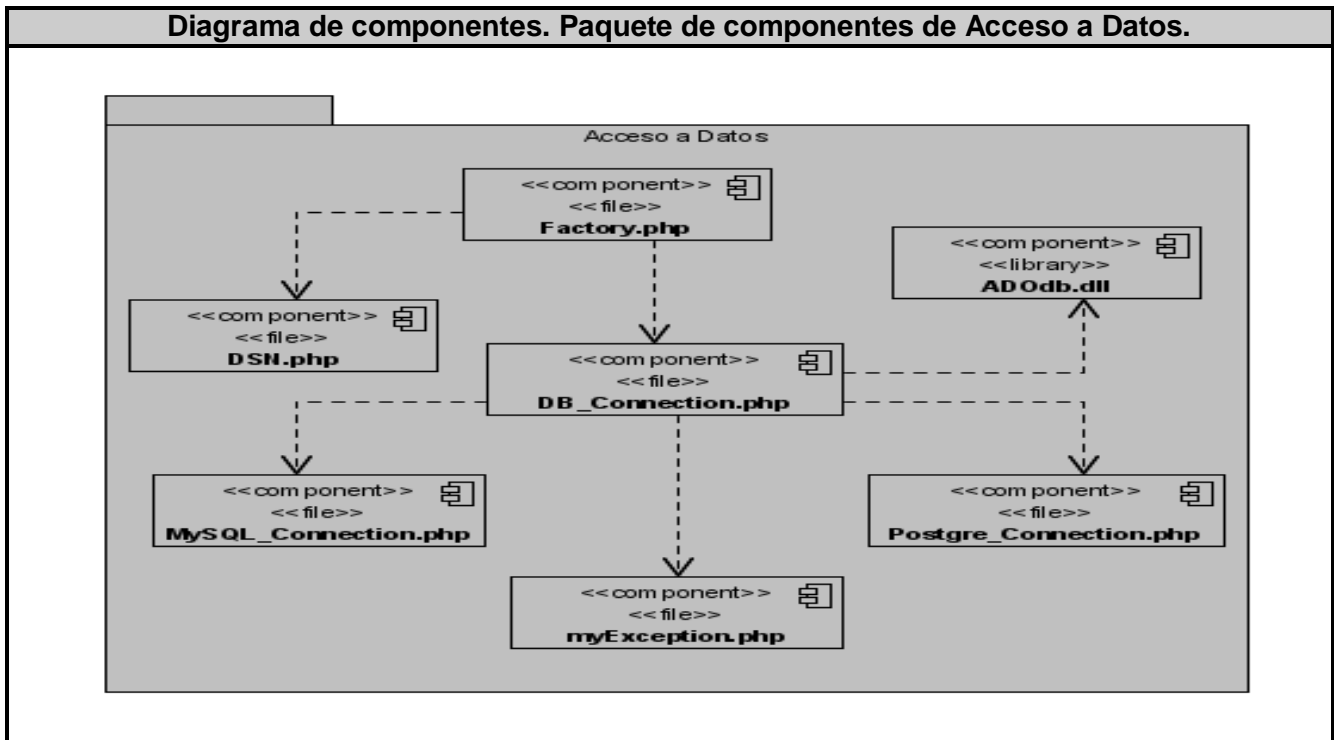 Diagrama de componentes. Paquete de componentes de Acceso a Datos.
Acceso a Datos
<<component>>
<<file>>
Factory.php
<<component>>
<<library>>
ADOdb.dll
<<component>>
<<file>>
DSN.php
<<component>>
<<file>>
DB_Connection.php
<<component>>
<<file>>
MySQL_Connection.php
<<component>>
<<file>>
Postgre_Connection.php
<<component>>
<<file>>
myException.php